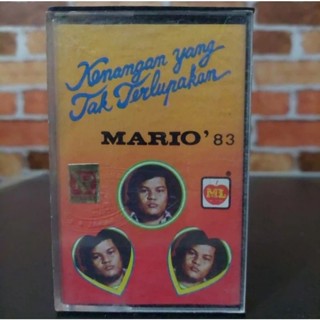 Kenangan yang
Tak Terlupakan
MARIO' 83
ML